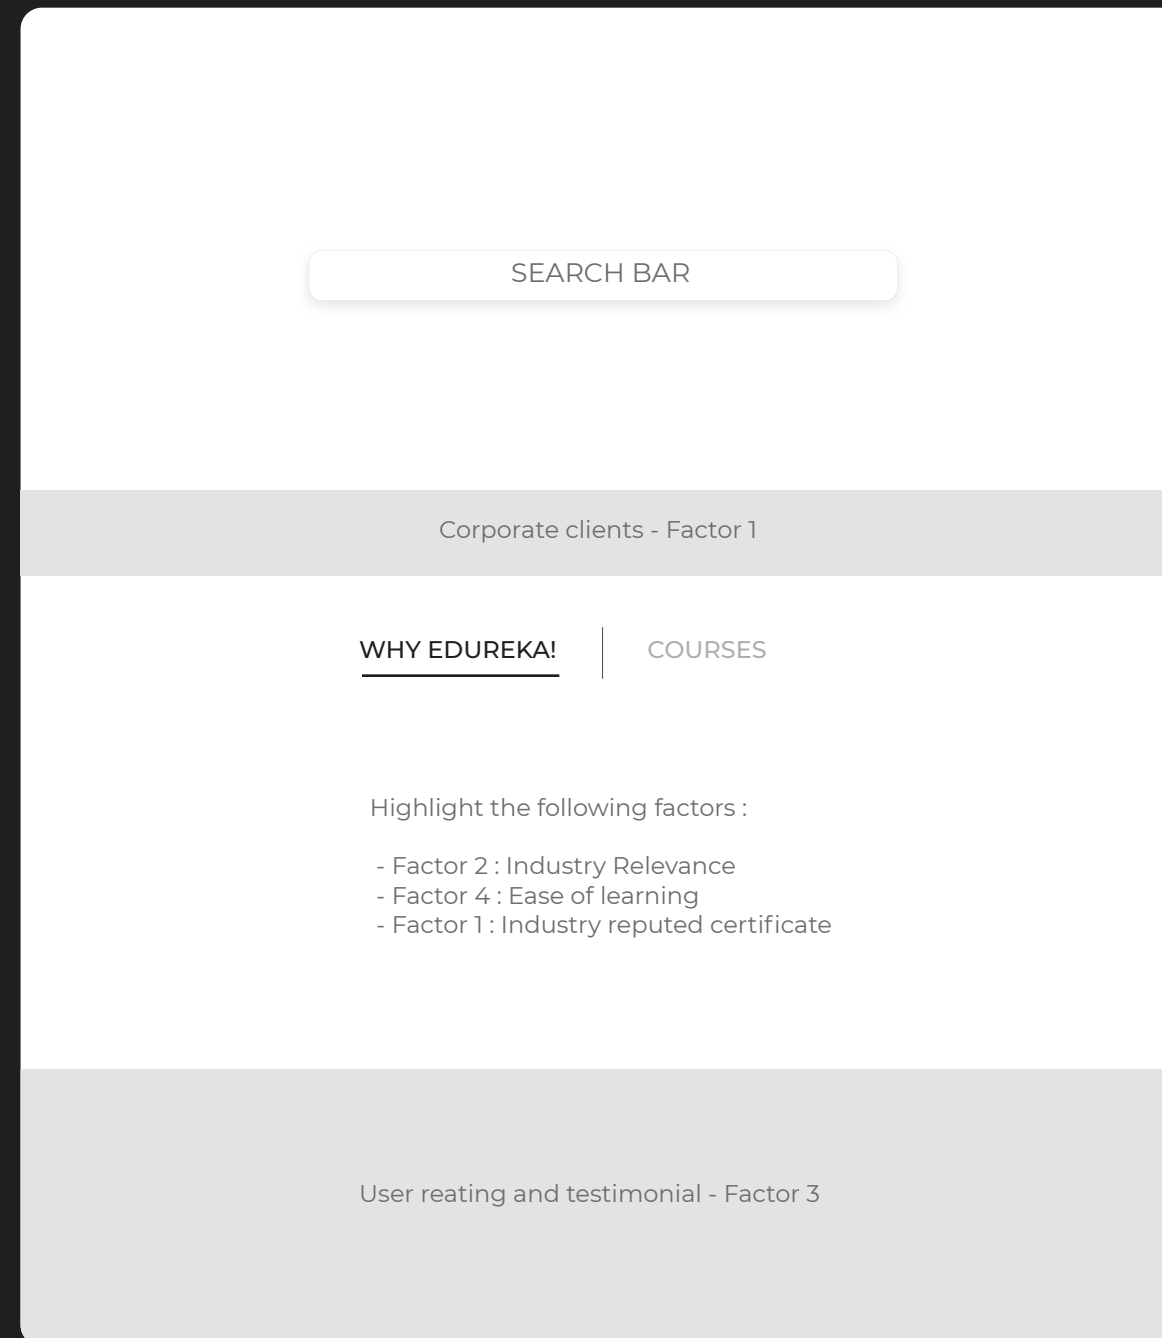 SEARCH BAR
Corporate clients - Factor 1
WHY EDUREKA!
COURSES
Highlight the following factors :
- Factor 2 : Industry Relevance
- Factor 4 : Ease of learning
- Factor 1 : Industry reputed certificate
User reating and testimonial - Factor 3